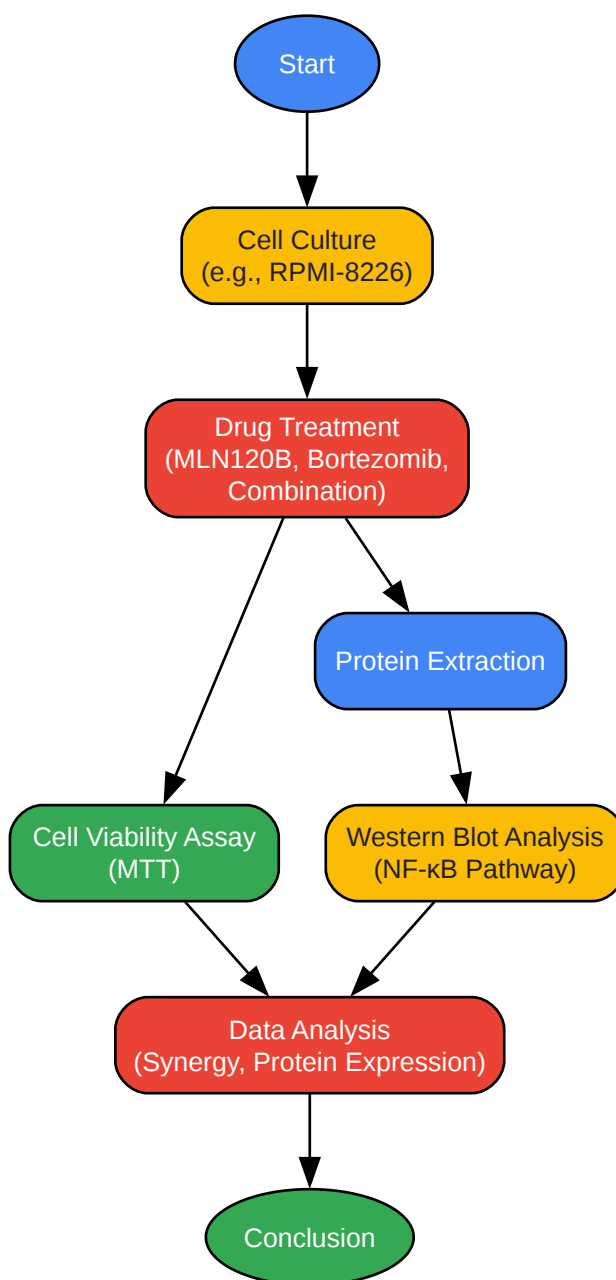 Start
Cell Culture
(e.g., RPMI-8226)
Drug Treatment
(MLN120B, Bortezomib,
Combination)
Protein Extraction
Cell Viability Assay
(MTT)
Western Blot Analysis
(NF-κB Pathway)
Data Analysis
(Synergy, Protein Expression)
Conclusion